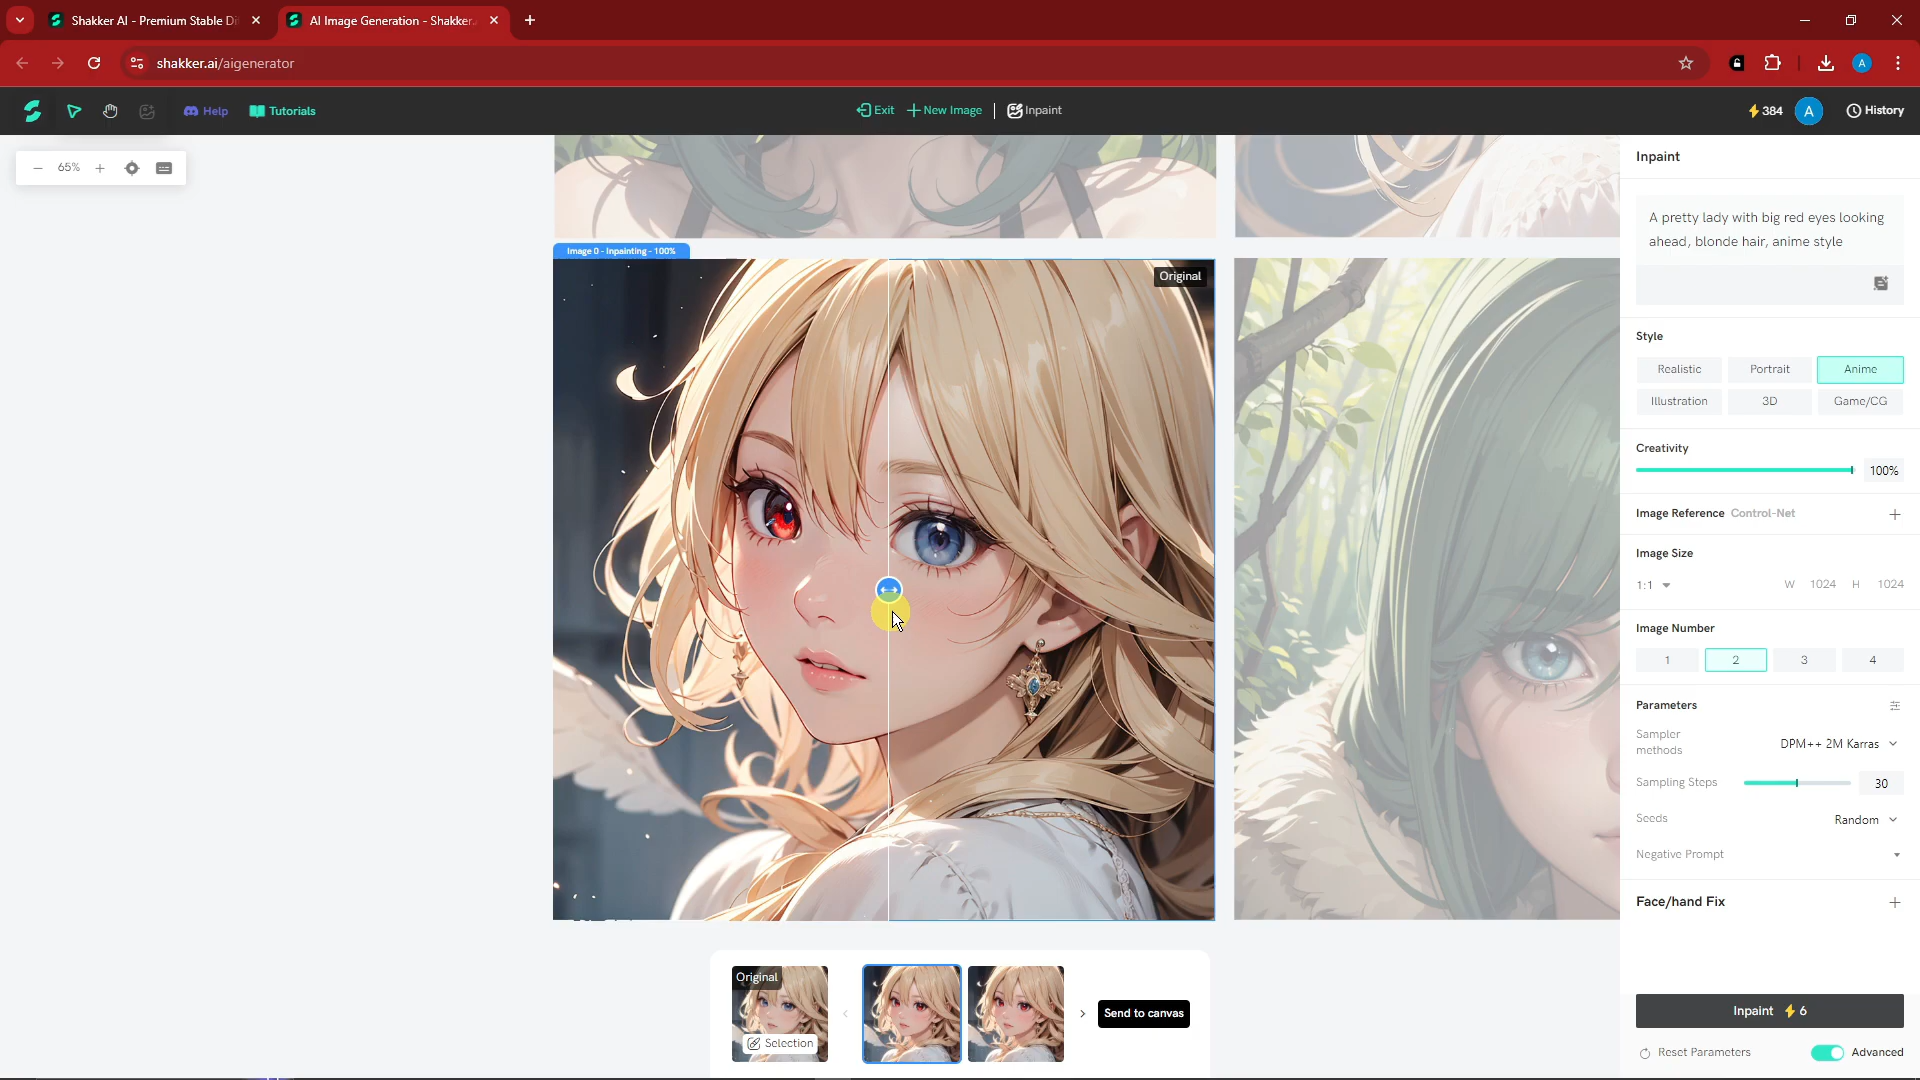 Shakker AI - Premium Stable Di
AI Image Generation - Shakker.
shakker.ai/aigenerator
A
Help
Tutorials
Exit
New Image
Inpaint
384
A
History
65%
Inpaint
A pretty lady with big red eyes looking
ahead, blonde hair, anime style
Image 0 - Inpainting - 100%
Original
Style
Realistic
Portrait
Anime
Illustration
3D
Game/CG
Creativity
100%
Image Reference Control-Net
Image Size
1:1
W 1024 H 1024
Image Number
1
2
3
4
Parameters
Sampler
methods
DPM++ 2M Karras
Sampling Steps
30
Seeds
Random
Negative Prompt
Face/hand Fix
Original
Selection
Send to canvas
Inpaint 6
Reset Parameters
Advanced